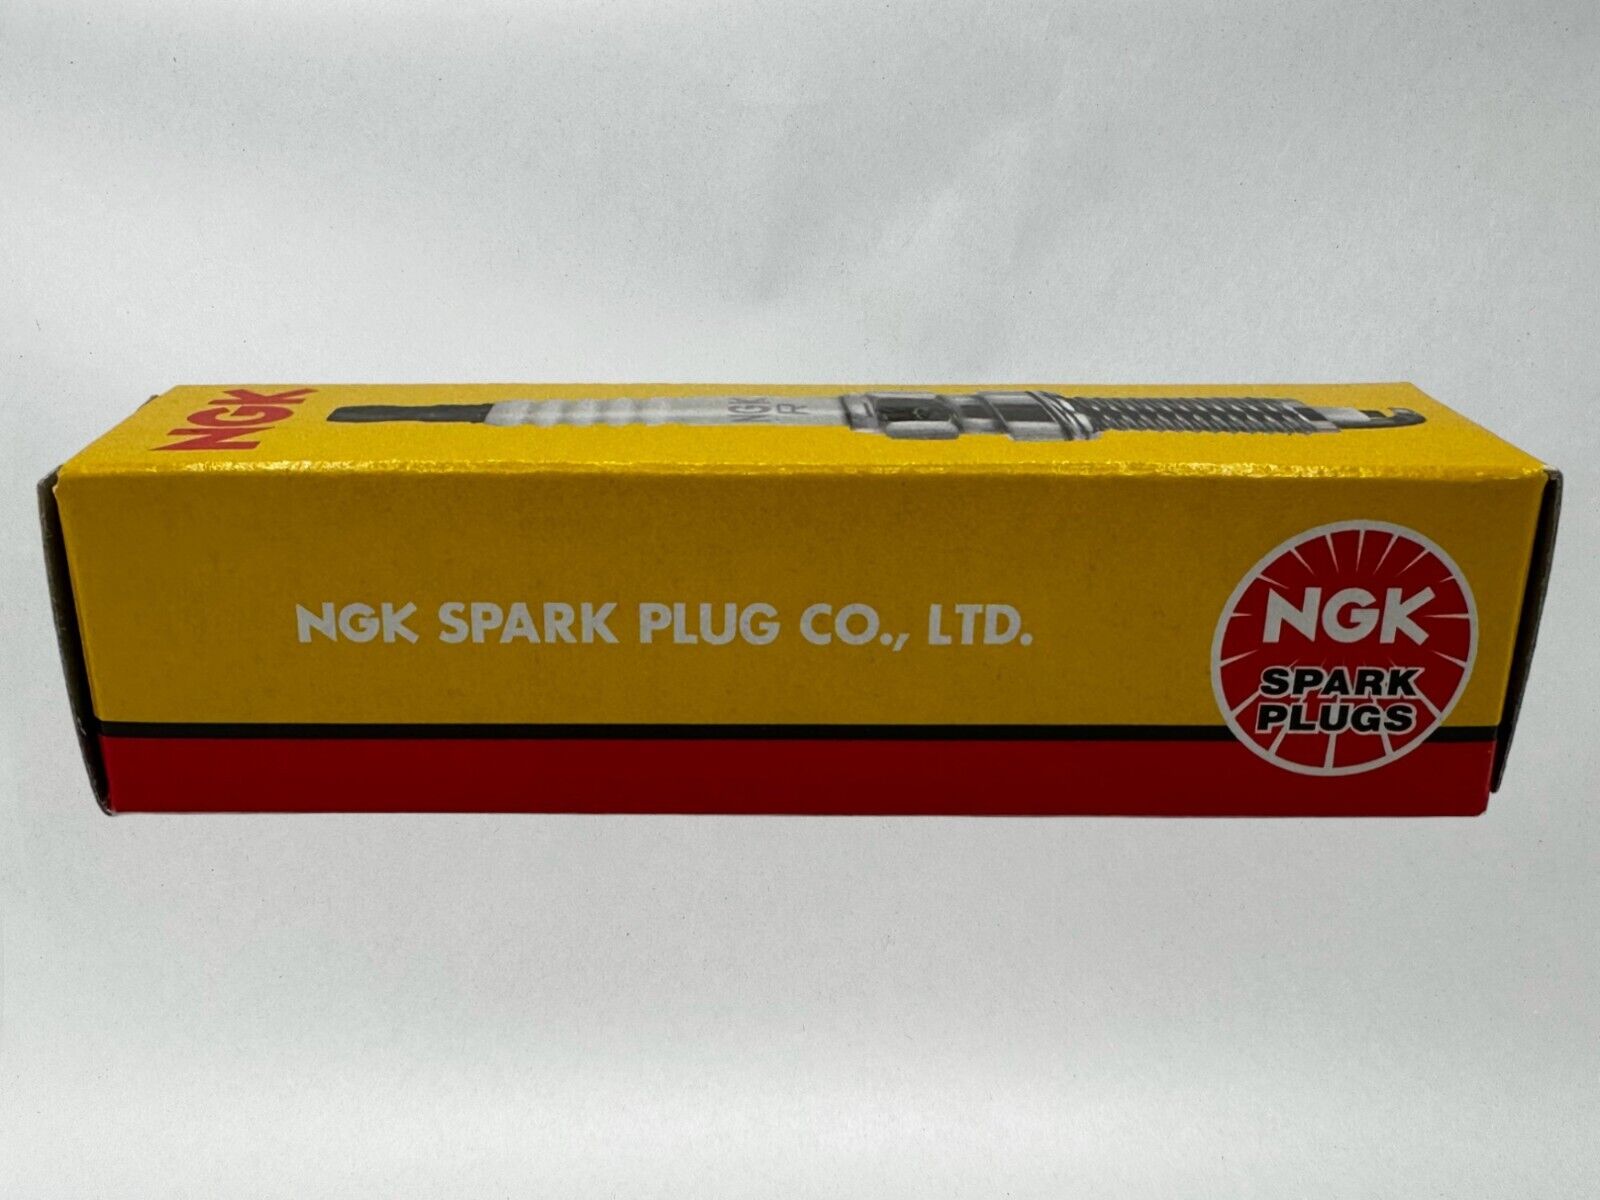 NGK
NGK
R
NGK SPARK PLUG CO., LTD.
NGK
SPARK
PLUGS